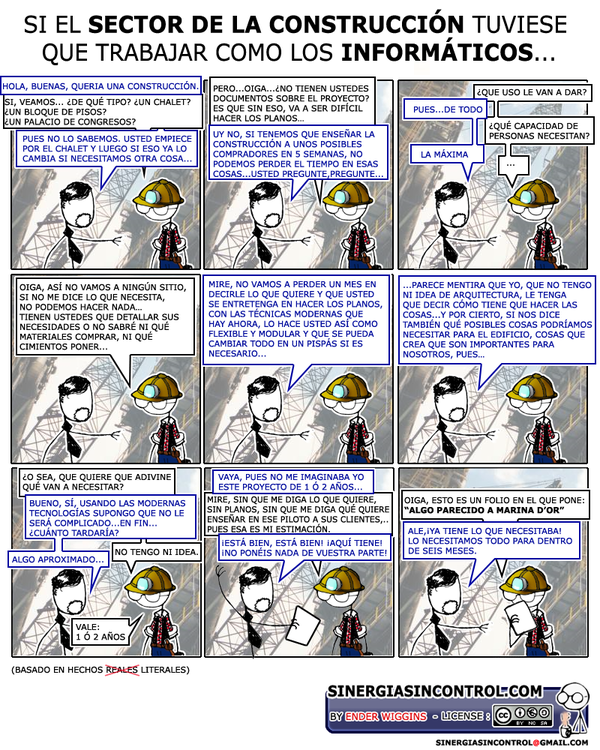 SI EL SECTOR DE LA CONSTRUCCIÓN TUVIESE
QUE TRABAJAR COMO LOS INFORMÁTICOS...
HOLA, BUENAS, QUERIA UNA CONSTRUCCIÓN.
SI, VEAMOS... ¿DE QUÉ TIPO? ¿UN CHALET?
¿UN BLOQUE DE PISOS?
¿UN PALACIO DE CONGRESOS?
PUES NO LO SABEMOS. USTED EMPIECE
POR EL CHALET Y LUEGO SI ESO YA LO
CAMBIA SI NECESITAMOS OTRA COSA...
PERO...OIGA...¿NO TIENEN USTEDES
DOCUMENTOS SOBRE EL PROYECTO?
ES QUE SIN ESO, VA A SER DIFÍCIL
HACER LOS PLANOS...
UY NO, SI TENEMOS QUE ENSEÑAR LA
CONSTRUCCIÓN A UNOS POSIBLES
COMPRADORES EN 5 SEMANAS, NO
PODEMOS PERDER EL TIEMPO EN ESAS
COSAS...USTED PREGUNTE,PREGUNTE...
¿QUE USO LE VAN A DAR?
PUES...DE TODO
¿QUÉ CAPACIDAD DE
PERSONAS NECESITAN?
LA MÁXIMA
...
OIGA, ASÍ NO VAMOS A NINGÚN SITIO,
SI NO ME DICE LO QUE NECESITA,
NO PODEMOS HACER NADA...
TIENEN USTEDES QUE DETALLAR SUS
NECESIDADES O NO SABRÉ NI QUÉ
MATERIALES COMPRAR, NI QUÉ
CIMIENTOS PONER...
MIRE, NO VAMOS A PERDER UN MES EN
DECIRLE LO QUE QUIERE Y QUE USTED
SE ENTRETENGA EN HACER LOS PLANOS,
CON LAS TÉCNICAS MODERNAS QUE
HAY AHORA, LO HACE USTED ASÍ COMO
FLEXIBLE Y MODULAR Y QUE SE PUEDA
CAMBIAR TODO EN UN PISPÁS SI ES
NECESARIO...
...PARECE MENTIRA QUE YO, QUE NO TENGO
NI IDEA DE ARQUITECTURA, LE TENGA
QUE DECIR CÓMO TIENE QUE HACER LAS
COSAS...Y POR CIERTO, SI NOS DICE
TAMBIÉN QUÉ POSIBLES COSAS PODRÍAMOS
NECESITAR PARA EL EDIFICIO, COSAS QUE
CREA QUE SON IMPORTANTES PARA
NOSOTROS, PUES...
¿O SEA, QUE QUIERE QUE ADIVINE
QUÉ VAN A NECESITAR?
BUENO, SÍ, USANDO LAS MODERNAS
TECNOLOGÍAS SUPONGO QUE NO LE
SERÁ COMPLICADO...EN FIN...
¿CUÁNTO TARDARÍA?
NO TENGO NI IDEA.
ALGO APROXIMADO...
VALE:
1 Ó 2 AÑOS
VAYA, PUES NO ME IMAGINABA YO
ESTE PROYECTO DE 1 Ó 2 AÑOS...
MIRE, SIN QUE ME DIGA LO QUE QUIERE,
SIN PLANOS, SIN QUE ME DIGA QUÉ QUIERE
ENSEÑAR EN ESE PILOTO A SUS CLIENTES,..
PUES ESA ES MI ESTIMACIÓN.
¡ESTÁ BIEN, ESTÁ BIEN! ¡AQUÍ TIENE!
¡NO PONÉIS NADA DE VUESTRA PARTE!
OIGA, ESTO ES UN FOLIO EN EL QUE PONE:
"ALGO PARECIDO A MARINA D'OR"
ALE,¡YA TIENE LO QUE NECESITABA!
LO NECESITAMOS TODO PARA DENTRO
DE SEIS MESES.
(BASADO EN HECHOS REALES LITERALES)
SINERGIASINCONTROL.COM
BY ENDER WIGGINS - LICENSE : CC BY NC SA
SINERGIASINCONTROL@GMAIL.COM